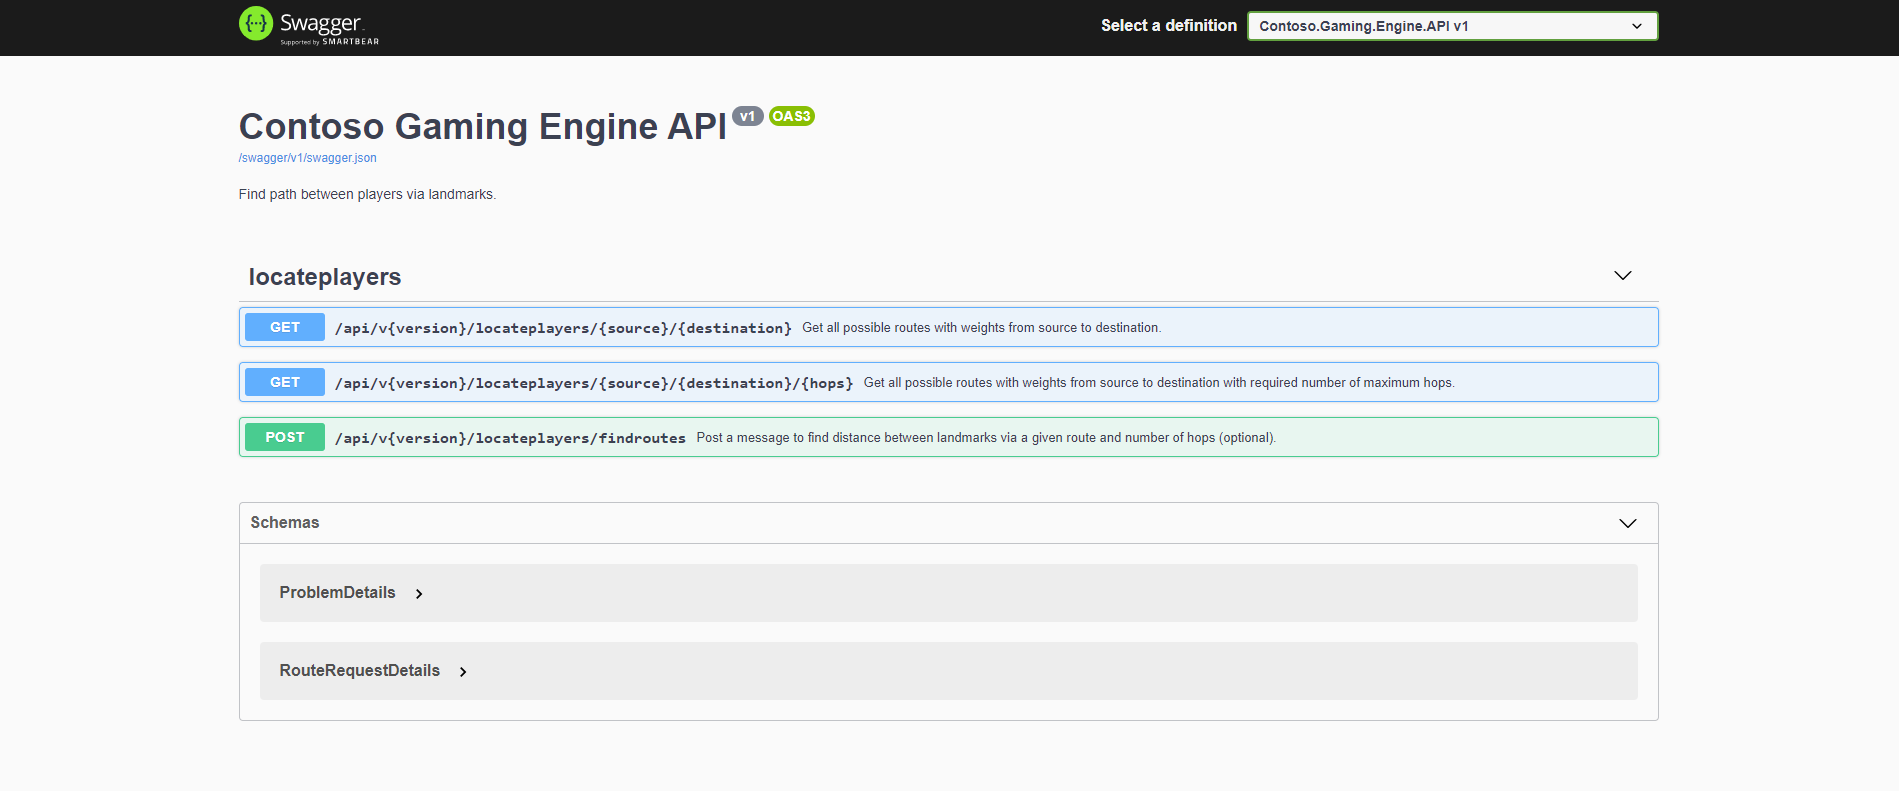 Swagger
Supported by SMARTBEAR
Select a definition
Contoso.Gaming.Engine.API v1
Contoso Gaming Engine API v1 OAS3
/swagger/v1/swagger.json
Find path between players via landmarks.
locateplayers
GET /api/v{version}/locateplayers/{source}/{destination} Get all possible routes with weights from source to destination.
GET /api/v{version}/locateplayers/{source}/{destination}/{hops} Get all possible routes with weights from source to destination with required number of maximum hops.
POST /api/v{version}/locateplayers/findroutes Post a message to find distance between landmarks via a given route and number of hops (optional).
Schemas
ProblemDetails
RouteRequestDetails